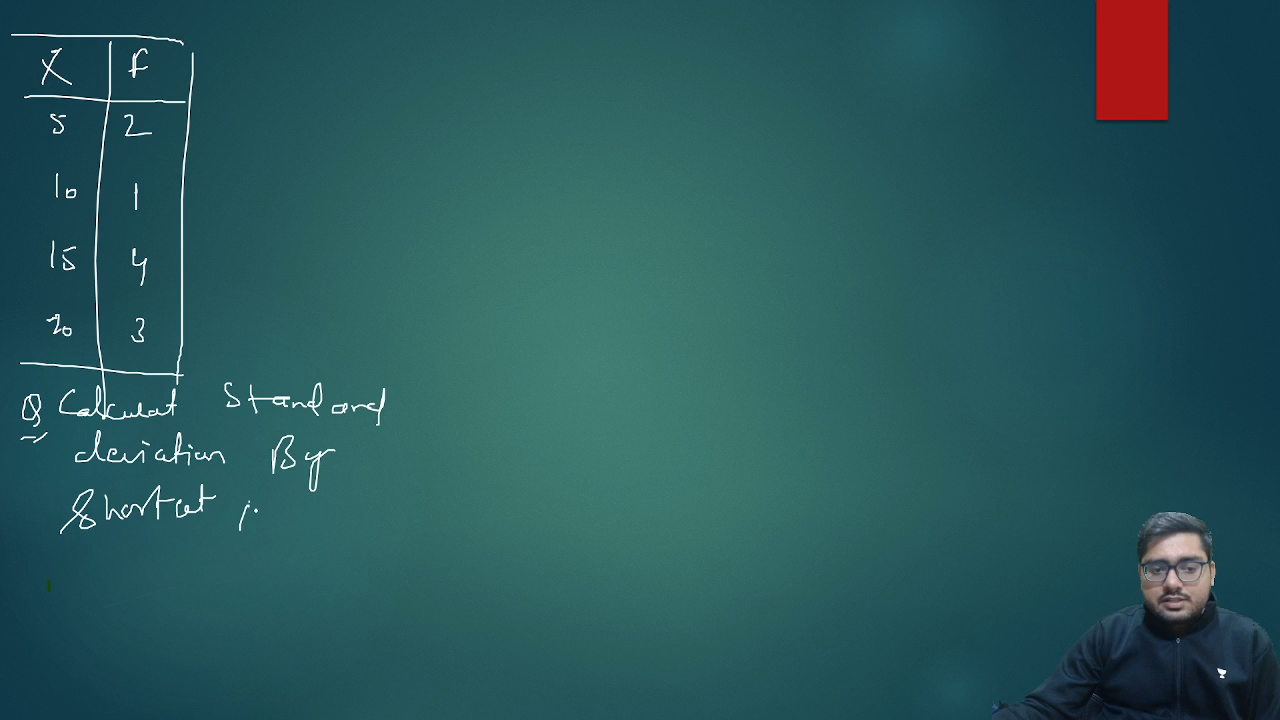 X f
5 2
10 1
15 4
20 3
Q Calculat Standard
deviation By
Shortcut